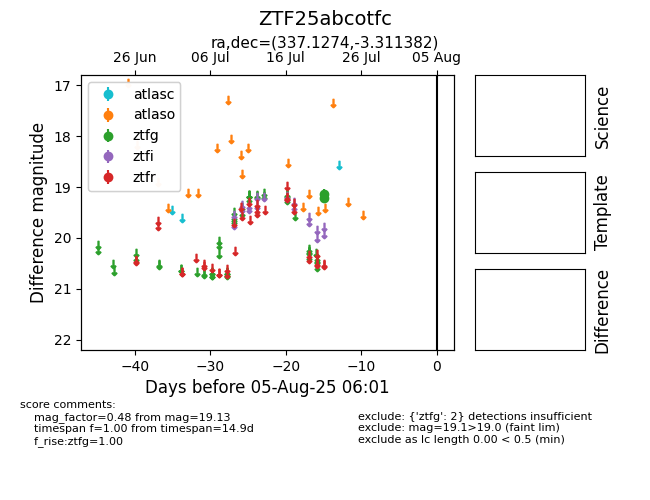 ZTF25abcotfc
ra,dec=(337.1274,-3.311382)
26 Jun 06 Jul 16 Jul 26 Jul 05 Aug
atlasc
atlaso
ztfg
ztfi
ztfr
17
18
19
20
21
22
Difference magnitude
−40 −30 −20 −10 0
Days before 05-Aug-25 06:01
Science
Template
Difference
score comments:
mag_factor=0.48 from mag=19.13
timespan f=1.00 from timespan=14.9d
f_rise:ztfg=1.00
exclude: {'ztfg': 2} detections insufficient
exclude: mag=19.1>19.0 (faint lim)
exclude as lc length 0.00 < 0.5 (min)